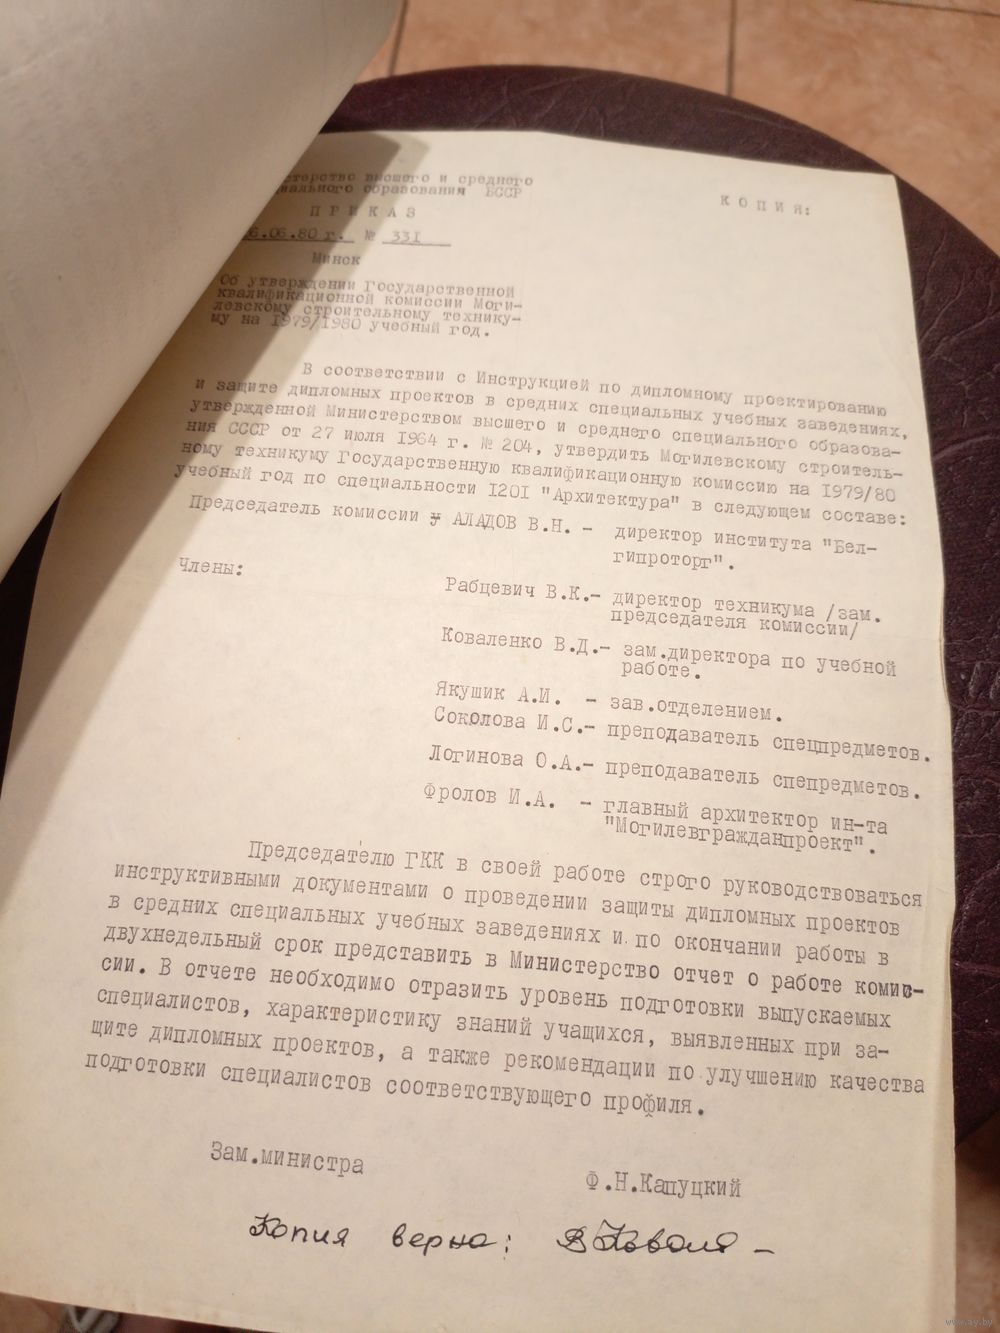 стерство высшего и среднего
иального образования БССР
КОПИЯ:
ПРИКАЗ
6.06.80 г. № 331
Минск
Об утверждении Государственной
квалификационной комиссии Моги-
левскому строительному технику-
му на 1979/1980 учебный год.
В соответствии с Инструкцией по дипломному проектированию
и защите дипломных проектов в средних специальных учебных заведениях,
утвержденной Министерством высшего и среднего специального образова-
ния СССР от 27 июля 1964 г. № 204, утвердить Могилевскому строитель-
ному техникуму Государственную квалификационную комиссию на 1979/80
учебный год по специальности 1201 "Архитектура" в следующем составе:
Председатель комиссии АЛАДОВ В.Н. - директор института "Бел-
гипроторг".
Члены:
Рабцевич В.К.- директор техникума /зам.
председателя комиссии/
Коваленко В.Д.- зам.директора по учебной
работе.
Якушик А.И. - зав.отделением.
Соколова И.С.- преподаватель спецпредметов.
Логинова О.А.- преподаватель спепредметов.
Фролов И.А. - главный архитектор ин-та
"Могилевгражданпроект".
Председателю ГКК в своей работе строго руководствоваться
инструктивными документами о проведении защиты дипломных проектов
в средних специальных учебных заведениях и по окончании работы в
двухнедельный срок представить в Министерство отчет о работе комис-
сии. В отчете необходимо отразить уровень подготовки выпускаемых
специалистов, характеристику знаний учащихся, выявленных при за-
щите дипломных проектов, а также рекомендации по улучшению качества
подготовки специалистов соответствующего профиля.
Зам.министра
Ф.Н.Капуцкий
Копия верна:
www.ay.by